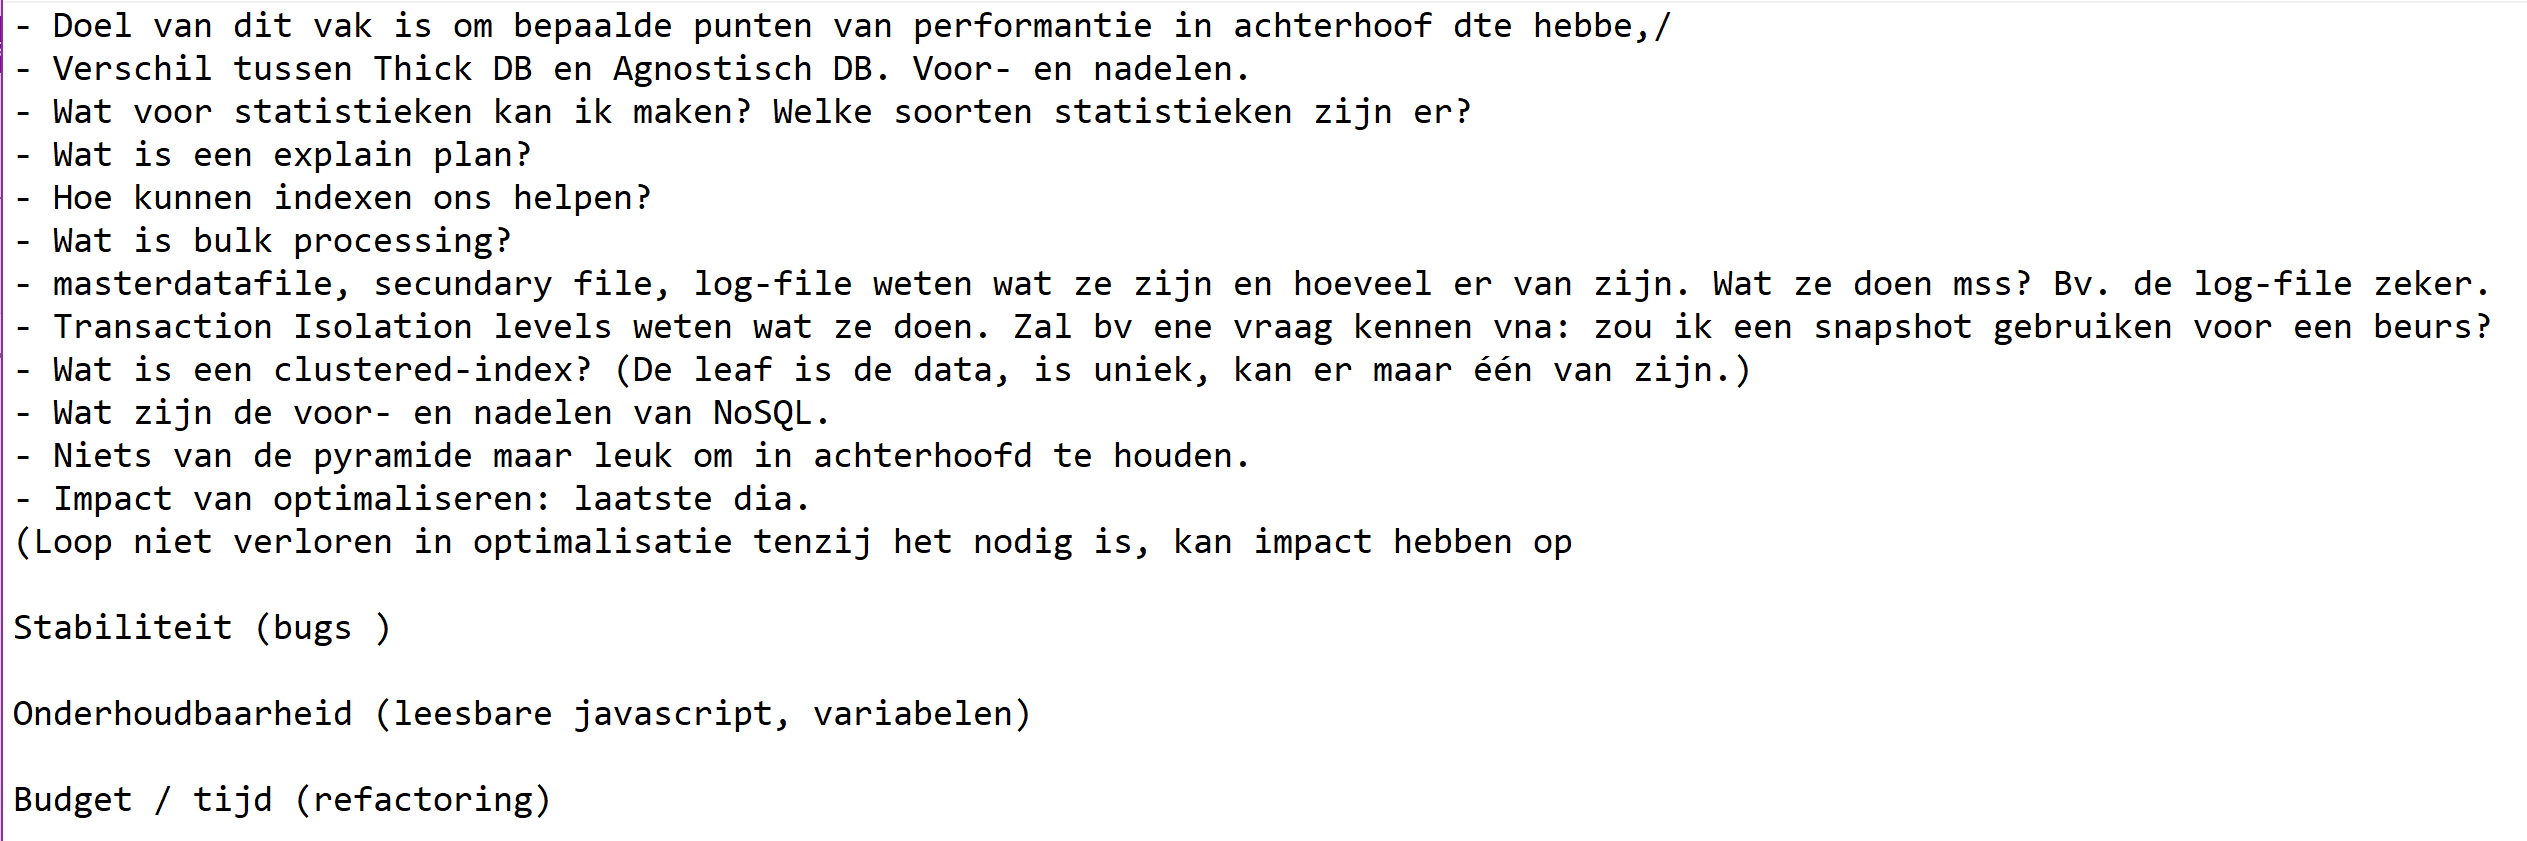 - Doel van dit vak is om bepaalde punten van performantie in achterhoof dte hebbe,/
- Verschil tussen Thick DB en Agnostisch DB. Voor- en nadelen.
- Wat voor statistieken kan ik maken? Welke soorten statistieken zijn er?
- Wat is een explain plan?
- Hoe kunnen indexen ons helpen?
- Wat is bulk processing?
- masterdatafile, secundary file, log-file weten wat ze zijn en hoeveel er van zijn. Wat ze doen mss? Bv. de log-file zeker.
- Transaction Isolation levels weten wat ze doen. Zal bv ene vraag kennen vna: zou ik een snapshot gebruiken voor een beurs?
- Wat is een clustered-index? (De leaf is de data, is uniek, kan er maar één van zijn.)
- Wat zijn de voor- en nadelen van NoSQL.
- Niets van de pyramide maar leuk om in achterhoofd te houden.
- Impact van optimaliseren: laatste dia.
(Loop niet verloren in optimalisatie tenzij het nodig is, kan impact hebben op
Stabiliteit (bugs )
Onderhoudbaarheid (leesbare javascript, variabelen)
Budget / tijd (refactoring)